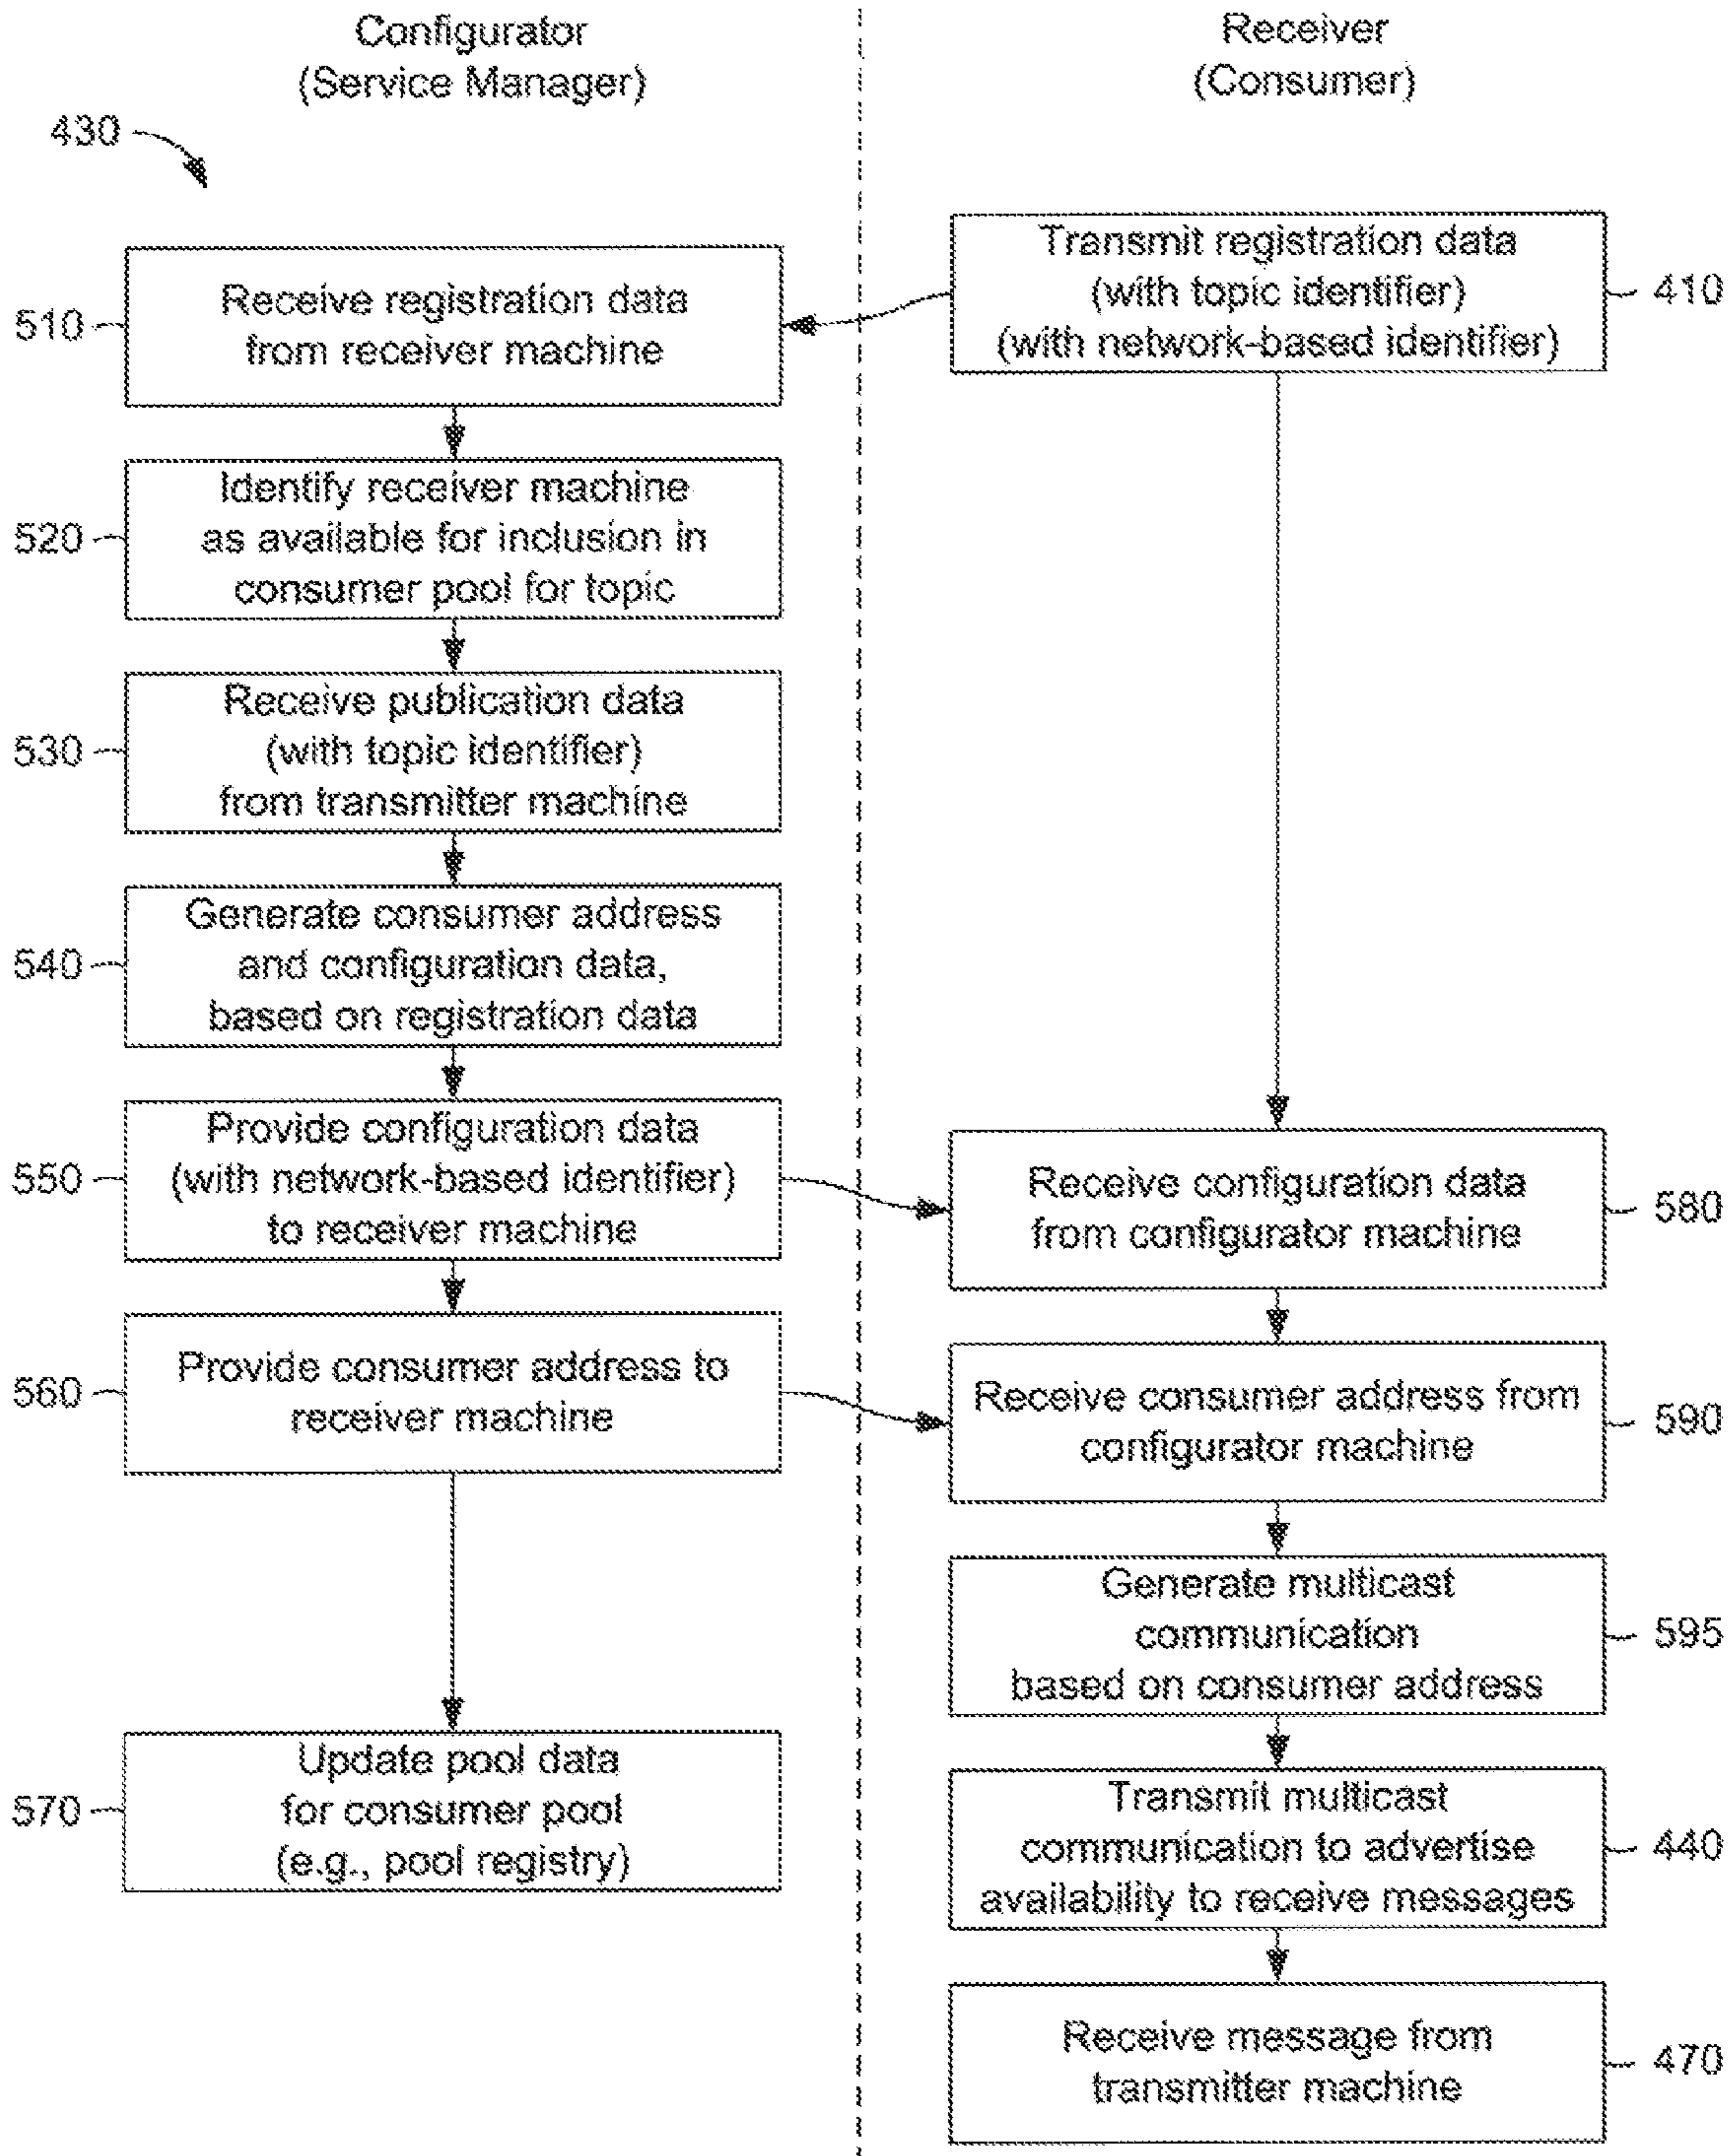 Configurator
(Service Manager)
Receiver
(Consumer)
430
510
Receive registration data
from receiver machine
Transmit registration data
(with topic identifier)
(with network-based identifier)
410
520
Identify receiver machine
as available for inclusion in
consumer pool for topic
530
Receive publication data
(with topic identifier)
from transmitter machine
540
Generate consumer address
and configuration data,
based on registration data
550
Provide configuration data
(with network-based identifier)
to receiver machine
Receive configuration data
from configurator machine
580
560
Provide consumer address to
receiver machine
Receive consumer address from
configurator machine
590
Generate multicast
communication
based on consumer address
595
570
Update pool data
for consumer pool
(e.g., pool registry)
Transmit multicast
communication to advertise
availability to receive messages
440
Receive message from
transmitter machine
470